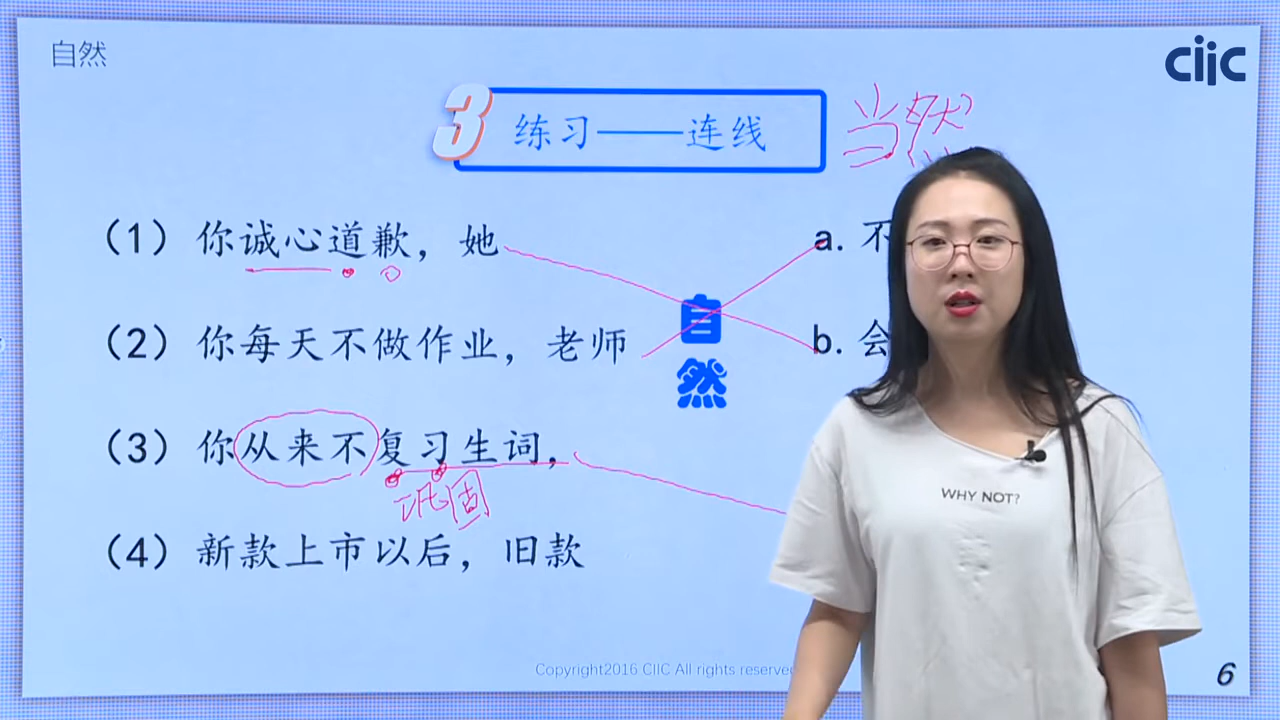 自然
ciic
3 练习——连线
当然
（1）你诚心道歉，她
a. 不
自然
（2）你每天不做作业，老师
b. 会
（3）你从来不复习生词，
巩固
（4）新款上市以后，旧款
WHY NOT?
Copyright2016 CIIC All rights reserved
6